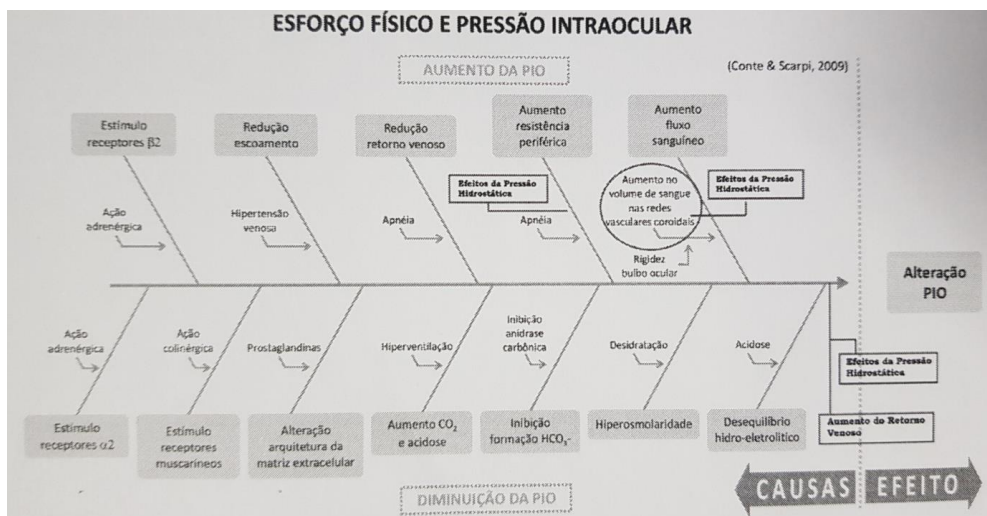 ESFORÇO FÍSICO E PRESSÃO INTRAOCULAR
AUMENTO DA PIO
(Conte & Scarpi, 2009)
Estímulo
receptores β2
Redução
escoamento
Redução
retorno venoso
Aumento
resistência
periférica
Aumento
fluxo
sanguíneo
Ação
adrenérgica
Hipertensão
venosa
Apnéia
Efeitos da Pressão
Hidrostática
Apnéia
Aumento no
volume de sangue
nas redes
vasculares coroidais
Efeitos da Pressão
Hidrostática
Rigidez
bulbo ocular
Alteração
PIO
Ação
adrenérgica
Ação
colinérgica
Prostaglandinas
Hiperventilação
Inibição
anidrase
carbônica
Desidratação
Acidose
Efeitos da Pressão
Hidrostática
Estímulo
receptores α2
Estímulo
receptores
muscaríneos
Alteração
arquitetura da
matriz extracelular
Aumento CO2
e acidose
Inibição
formação HCO3-
Hiperosmolaridade
Desequilíbrio
hidro-eletrolítico
Aumento do Retorno
Venoso
DIMINUIÇÃO DA PIO
CAUSAS
EFEITO